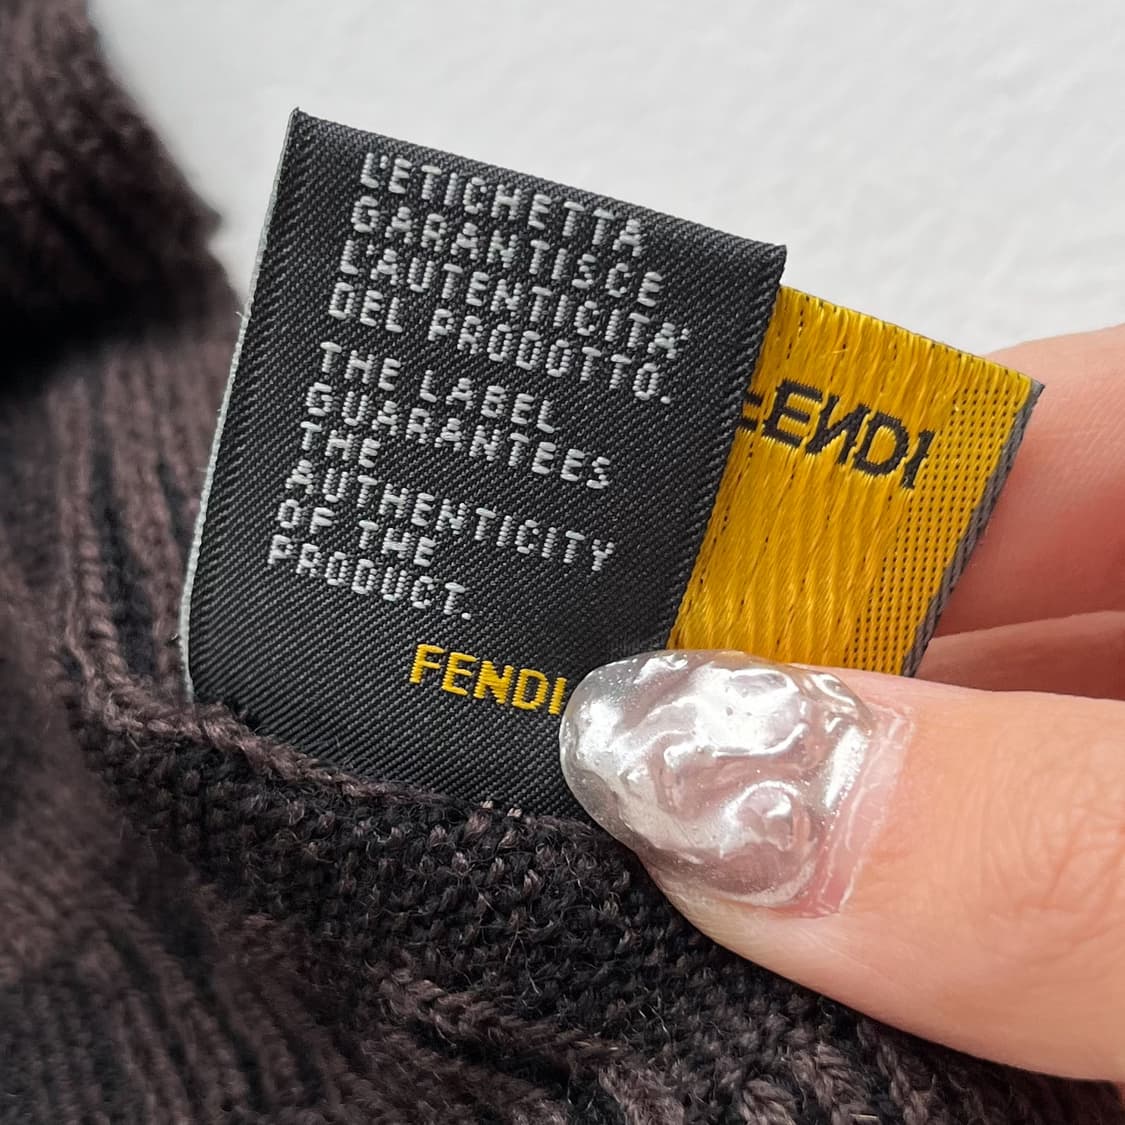 L'ETICHETTA
GARANTISCE
L'AUTENTICITA'
DEL PRODOTTO.
THE LABEL
GUARANTEES
THE
AUTHENTICITY
OF THE
PRODUCT.
FENDI
FENDI